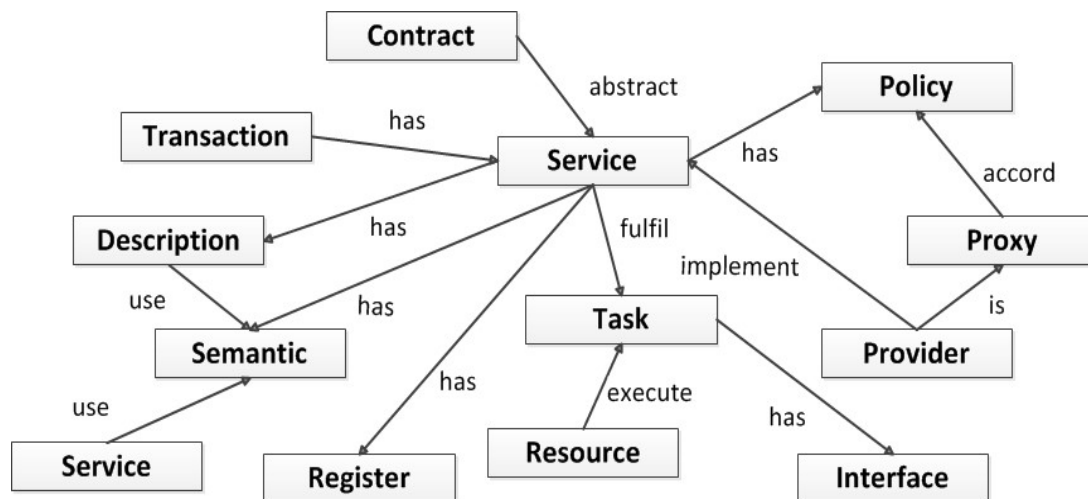 Contract
abstract
Policy
Transaction
has
Service
has
accord
Description
has
fulfil
Proxy
implement
use
has
Task
is
Semantic
Provider
use
has
execute
has
Service
Register
Resource
Interface